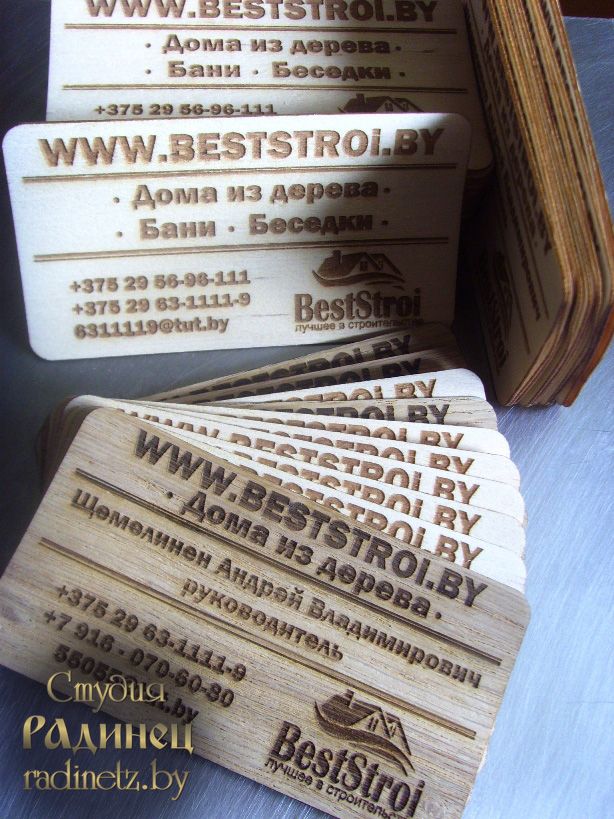 WWW.BESTSTROi.BY
· Дома из дерева ·
· Бани · Беседки ·
+375 29 56-96-111
WWW.BESTSTROi.BY
· Дома из дерева ·
· Бани · Беседки ·
+375 29 56-96-111
+375 29 63-1111-9
6311119@tut.by
BestStroi
лучшее в строительстве
WWW.BESTSTROi.BY
· Дома из дерева ·
Щемелинен Андрей Владимирович
руководитель
+375 29 63-1111-9
+7 916 - 070-60-80
BestStroi
лучшее в строительстве
Студия
Радинец
radinetz.by